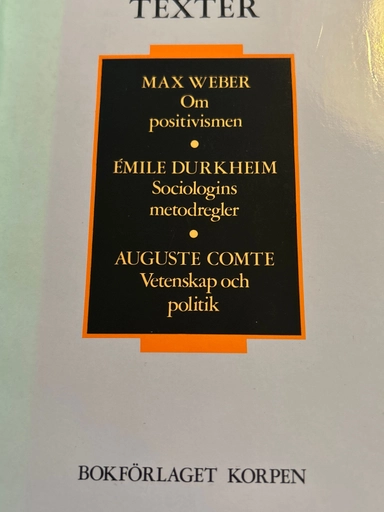 TEXTER
MAX WEBER
Om
positivismen
ÉMILE DURKHEIM
Sociologins
metodregler
AUGUSTE COMTE
Vetenskap och
politik
BOKFÖRLAGET KORPEN